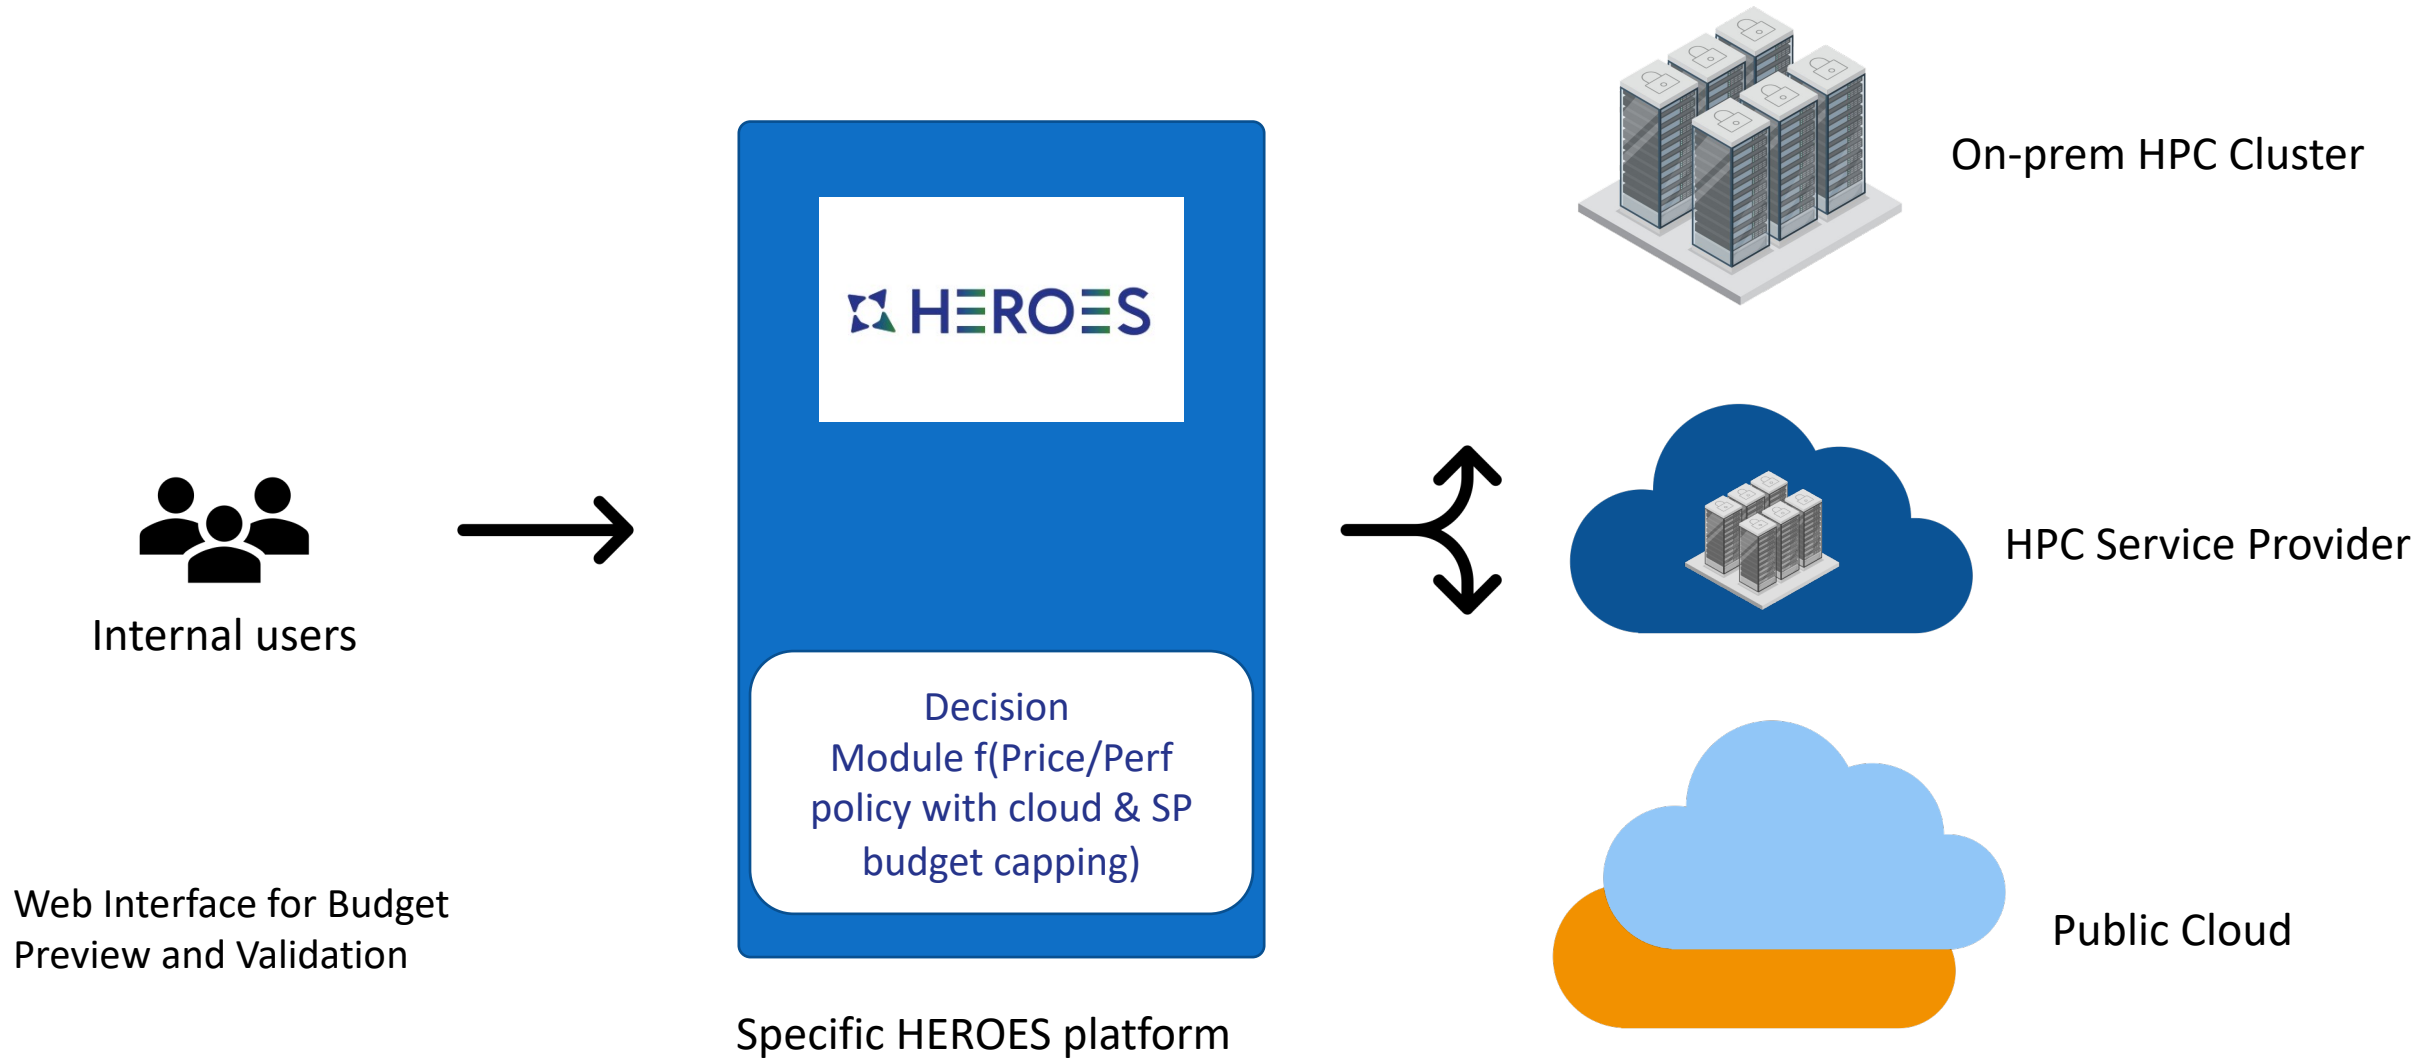 Internal users
Web Interface for Budget
Preview and Validation
HEROES
Decision
Module f(Price/Perf
policy with cloud & SP
budget capping)
Specific HEROES platform
On-prem HPC Cluster
HPC Service Provider
Public Cloud